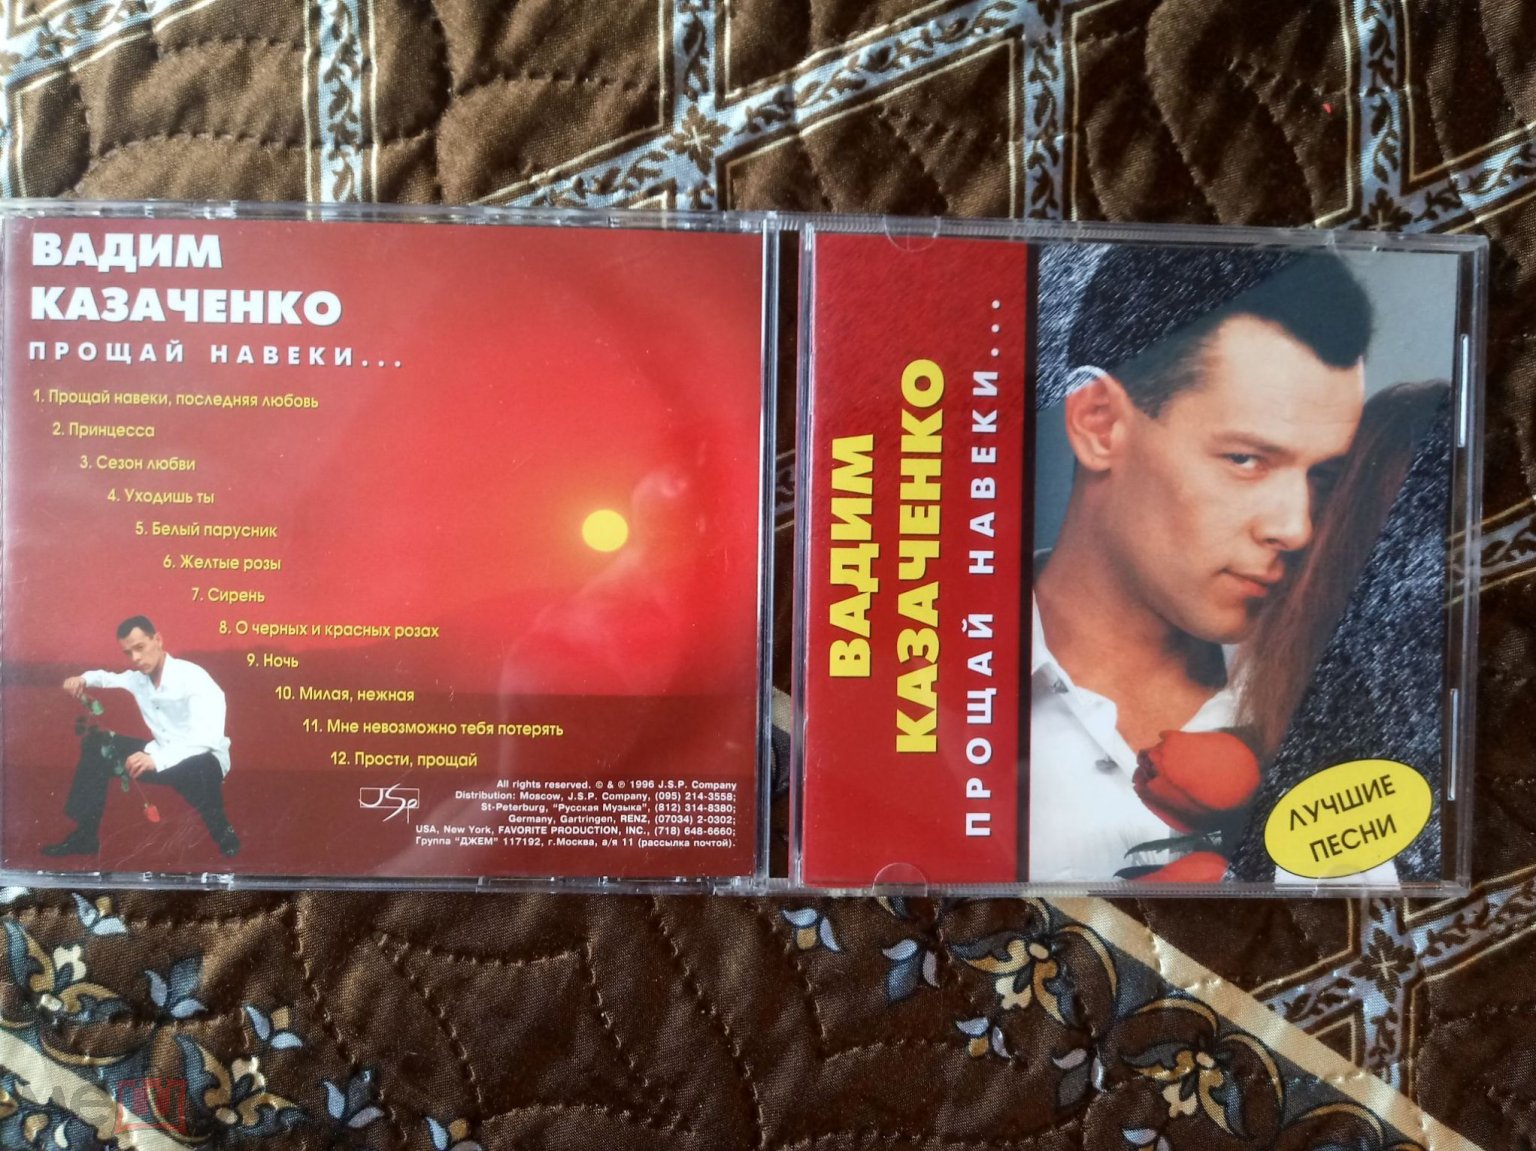 ВАДИМ
КАЗАЧЕНКО
ПРОЩАЙ НАВЕКИ...
1. Прощай навеки, последняя любовь
2. Принцесса
3. Сезон любви
4. Уходишь ты
5. Белый парусник
6. Желтые розы
7. Сирень
8. О черных и красных розах
9. Ночь
10. Милая, нежная
11. Мне невозможно тебя потерять
12. Прости, прощай
JSP
All rights reserved. © & ℗ 1996 J.S.P. Company
Distribution: Moscow, J.S.P. Company, (095) 214-3558;
St-Peterburg, "Русская Музыка", (812) 314-8380;
Germany, Gartringen, RENZ, (07034) 2-0302;
USA, New York, FAVORITE PRODUCTION, INC., (718) 648-6660;
Группа "ДЖЕМ" 117192, г.Москва, а/я 11 (рассылка почтой).
ВАДИМ
КАЗАЧЕНКО
ПРОЩАЙ НАВЕКИ...
ЛУЧШИЕ
ПЕСНИ